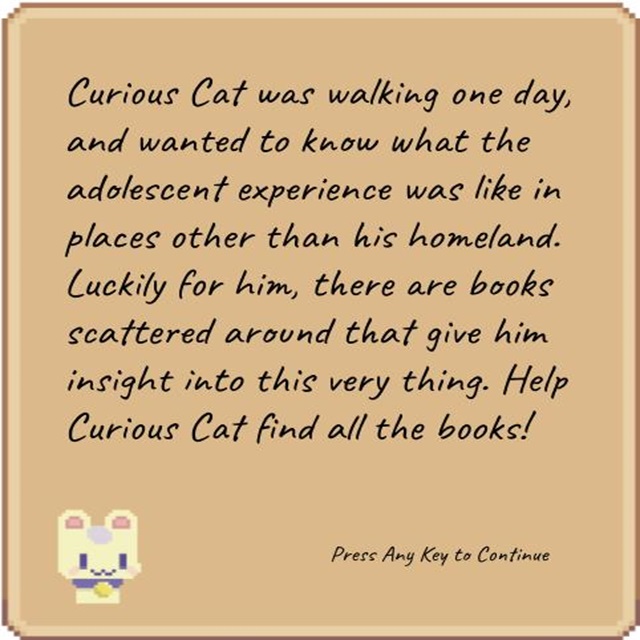 Curious Cat was walking one day,
and wanted to know what the
adolescent experience was like in
places other than his homeland.
Luckily for him, there are books
scattered around that give him
insight into this very thing. Help
Curious Cat find all the books!
Press Any Key to Continue